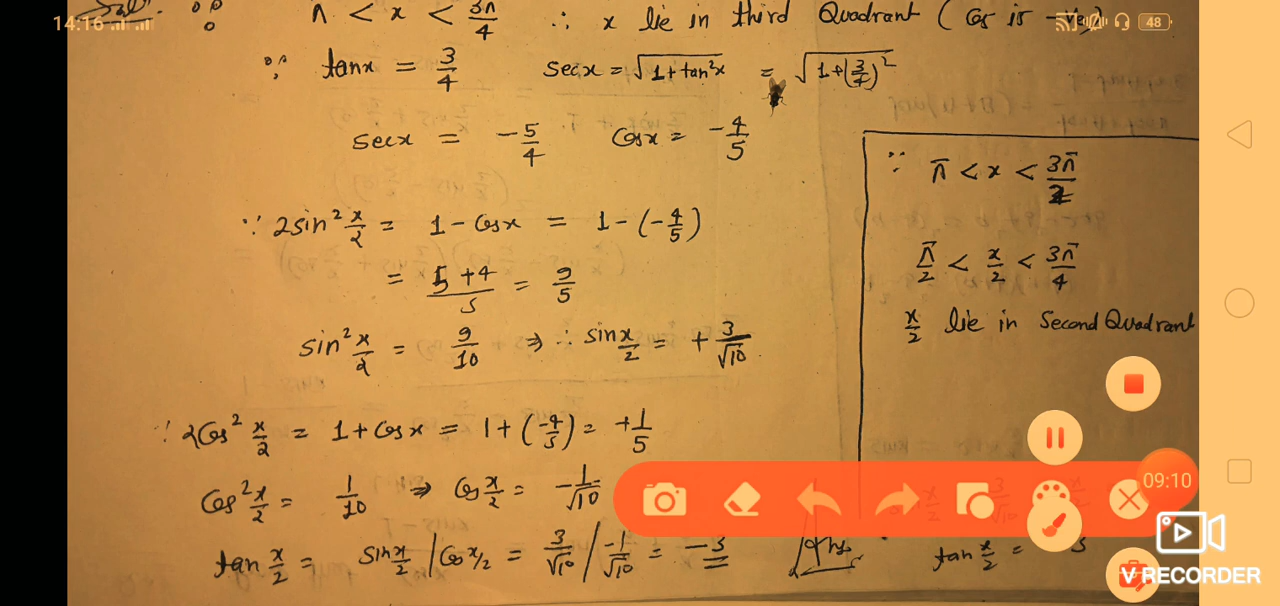 14:16
48
π < x < 3π/4 ∴ x lie in third Quadrant ( Cos is -ve)
∵ tanx = 3/4 secx = √(1+tan²x) = √(1+(3/4)²)
secx = -5/4 Cosx = -4/5
∵ 2sin² x/2 = 1 - Cosx = 1-(-4/5)
= 5+4/5 = 9/5
sin² x/2 = 9/10 ⇒ ∴ sin x/2 = + 3/√10
∵ 2Cos² x/2 = 1 + Cosx = 1+(-4/5) = +1/5
Cos² x/2 = 1/10 ⇒ Cos x/2 = -1/√10
tan x/2 = Sin x/2 / Cos x/2 = 3/√10 / -1/√10 = -3 Ans.
∵ π < x < 3π/2
π/2 < x/2 < 3π/4
x/2 lie in Second Quadrant
tan x/2 =
09:10
V RECORDER